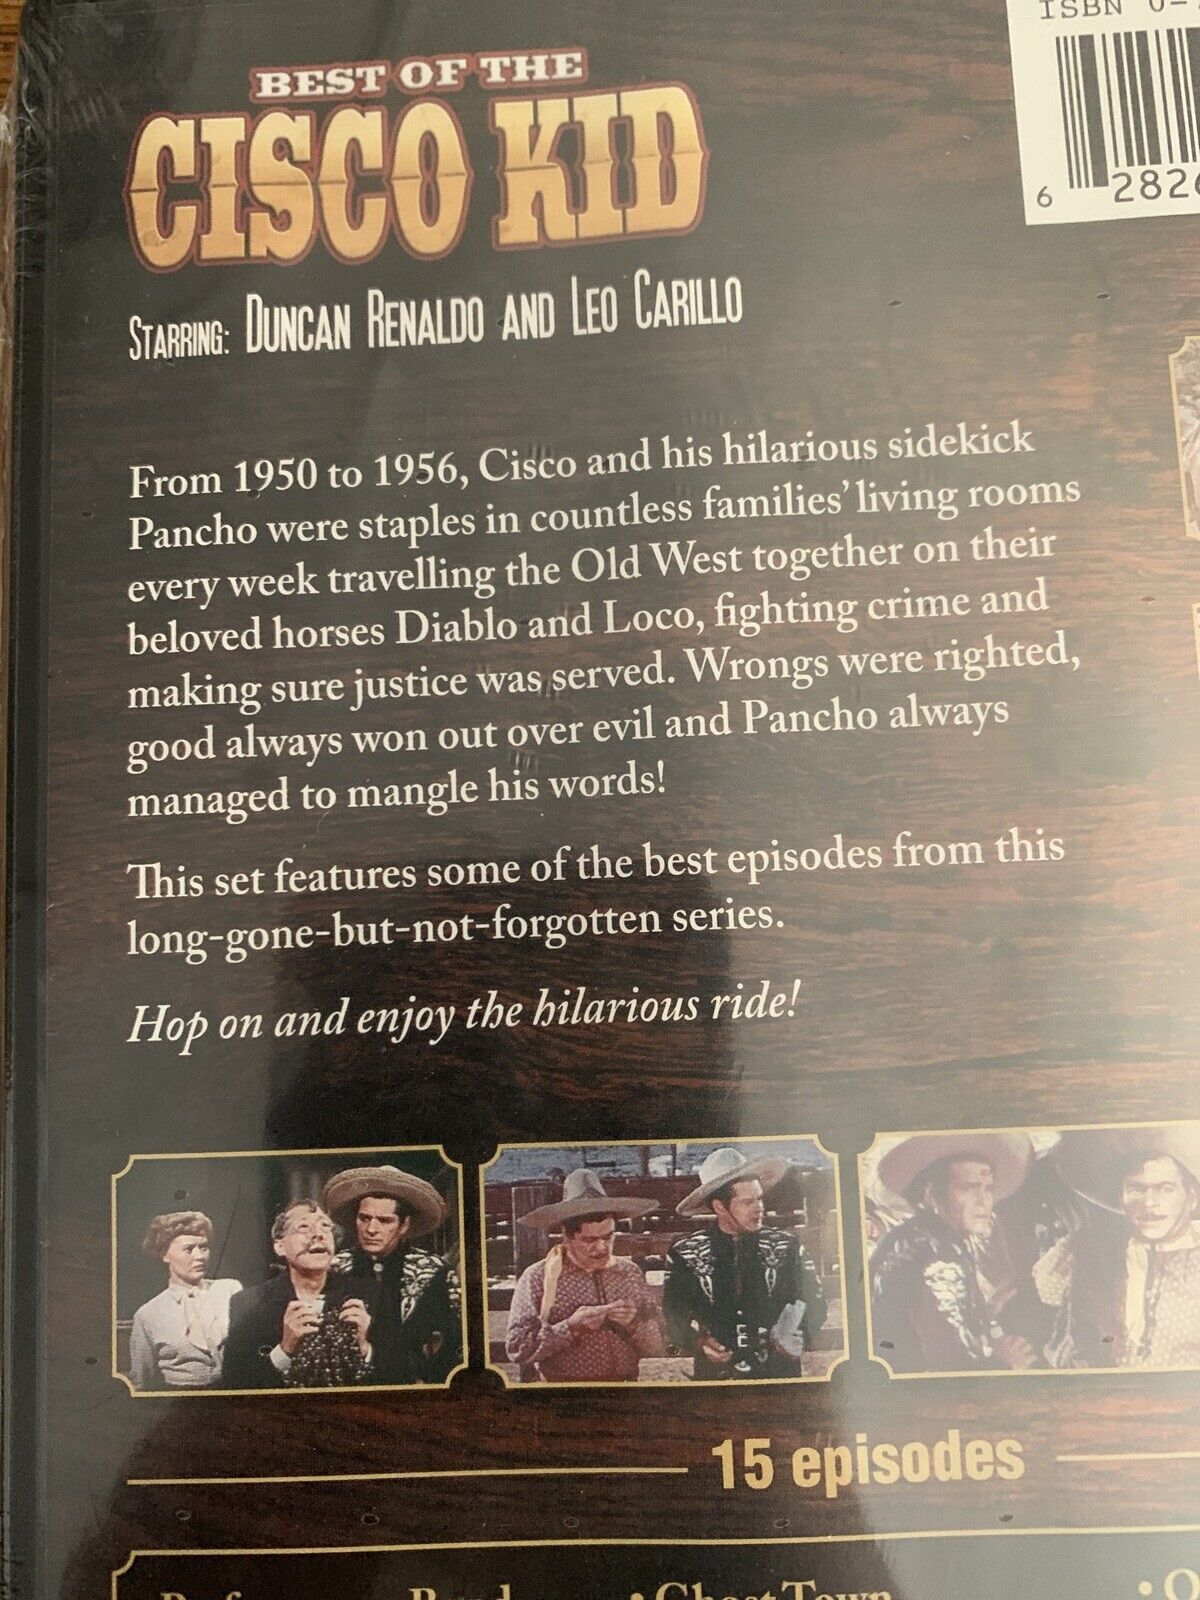 ISBN 0-
6 2826
BEST OF THE
CISCO KID
STARRING: DUNCAN RENALDO AND LEO CARILLO
From 1950 to 1956, Cisco and his hilarious sidekick
Pancho were staples in countless families' living rooms
every week travelling the Old West together on their
beloved horses Diablo and Loco, fighting crime and
making sure justice was served. Wrongs were righted,
good always won out over evil and Pancho always
managed to mangle his words!
This set features some of the best episodes from this
long-gone-but-not-forgotten series.
Hop on and enjoy the hilarious ride!
15 episodes
• Ghost Town